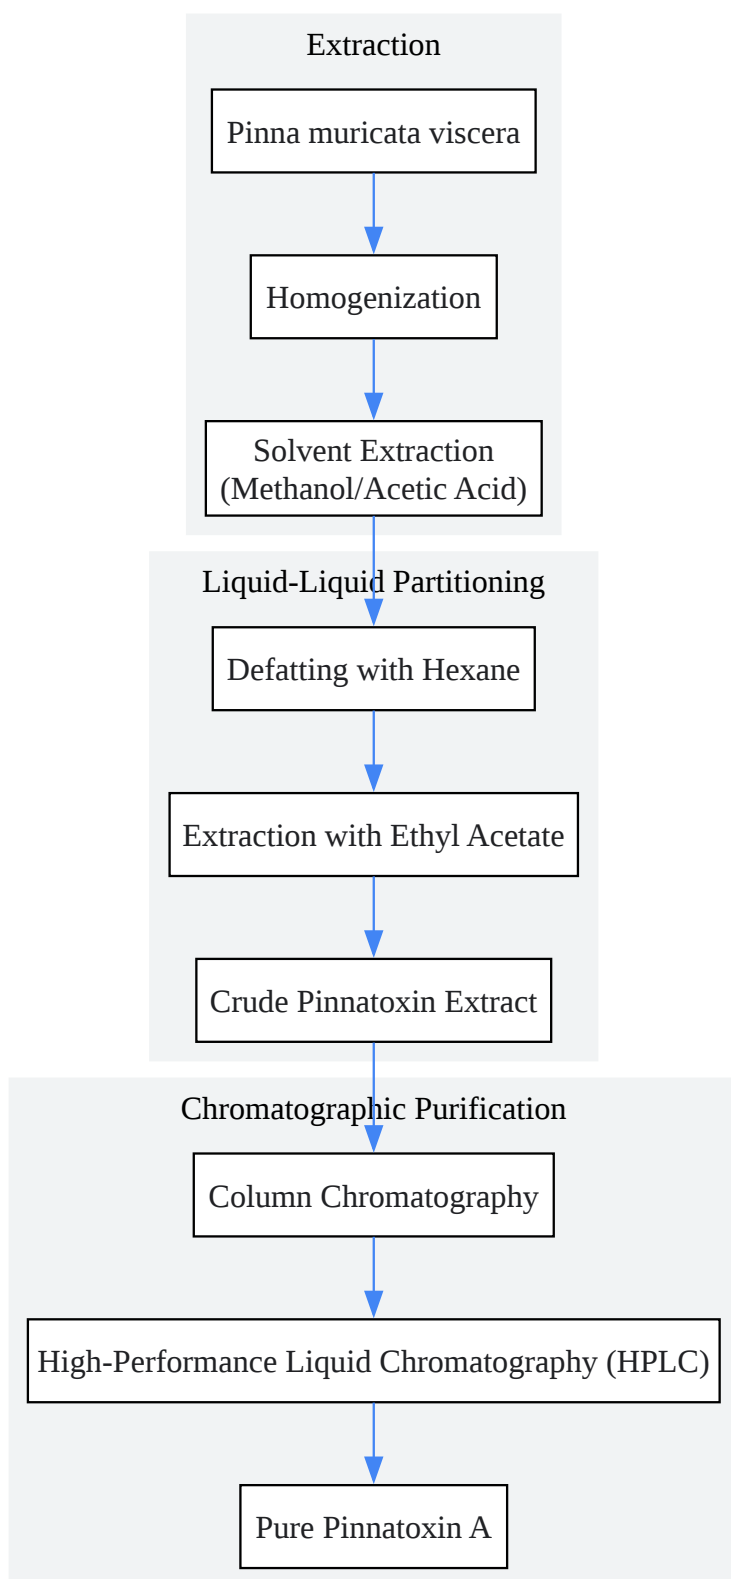 Extraction
Pinna muricata viscera
Homogenization
Solvent Extraction
(Methanol/Acetic Acid)
Liquid-Liquid Partitioning
Defatting with Hexane
Extraction with Ethyl Acetate
Crude Pinnatoxin Extract
Chromatographic Purification
Column Chromatography
High-Performance Liquid Chromatography (HPLC)
Pure Pinnatoxin A